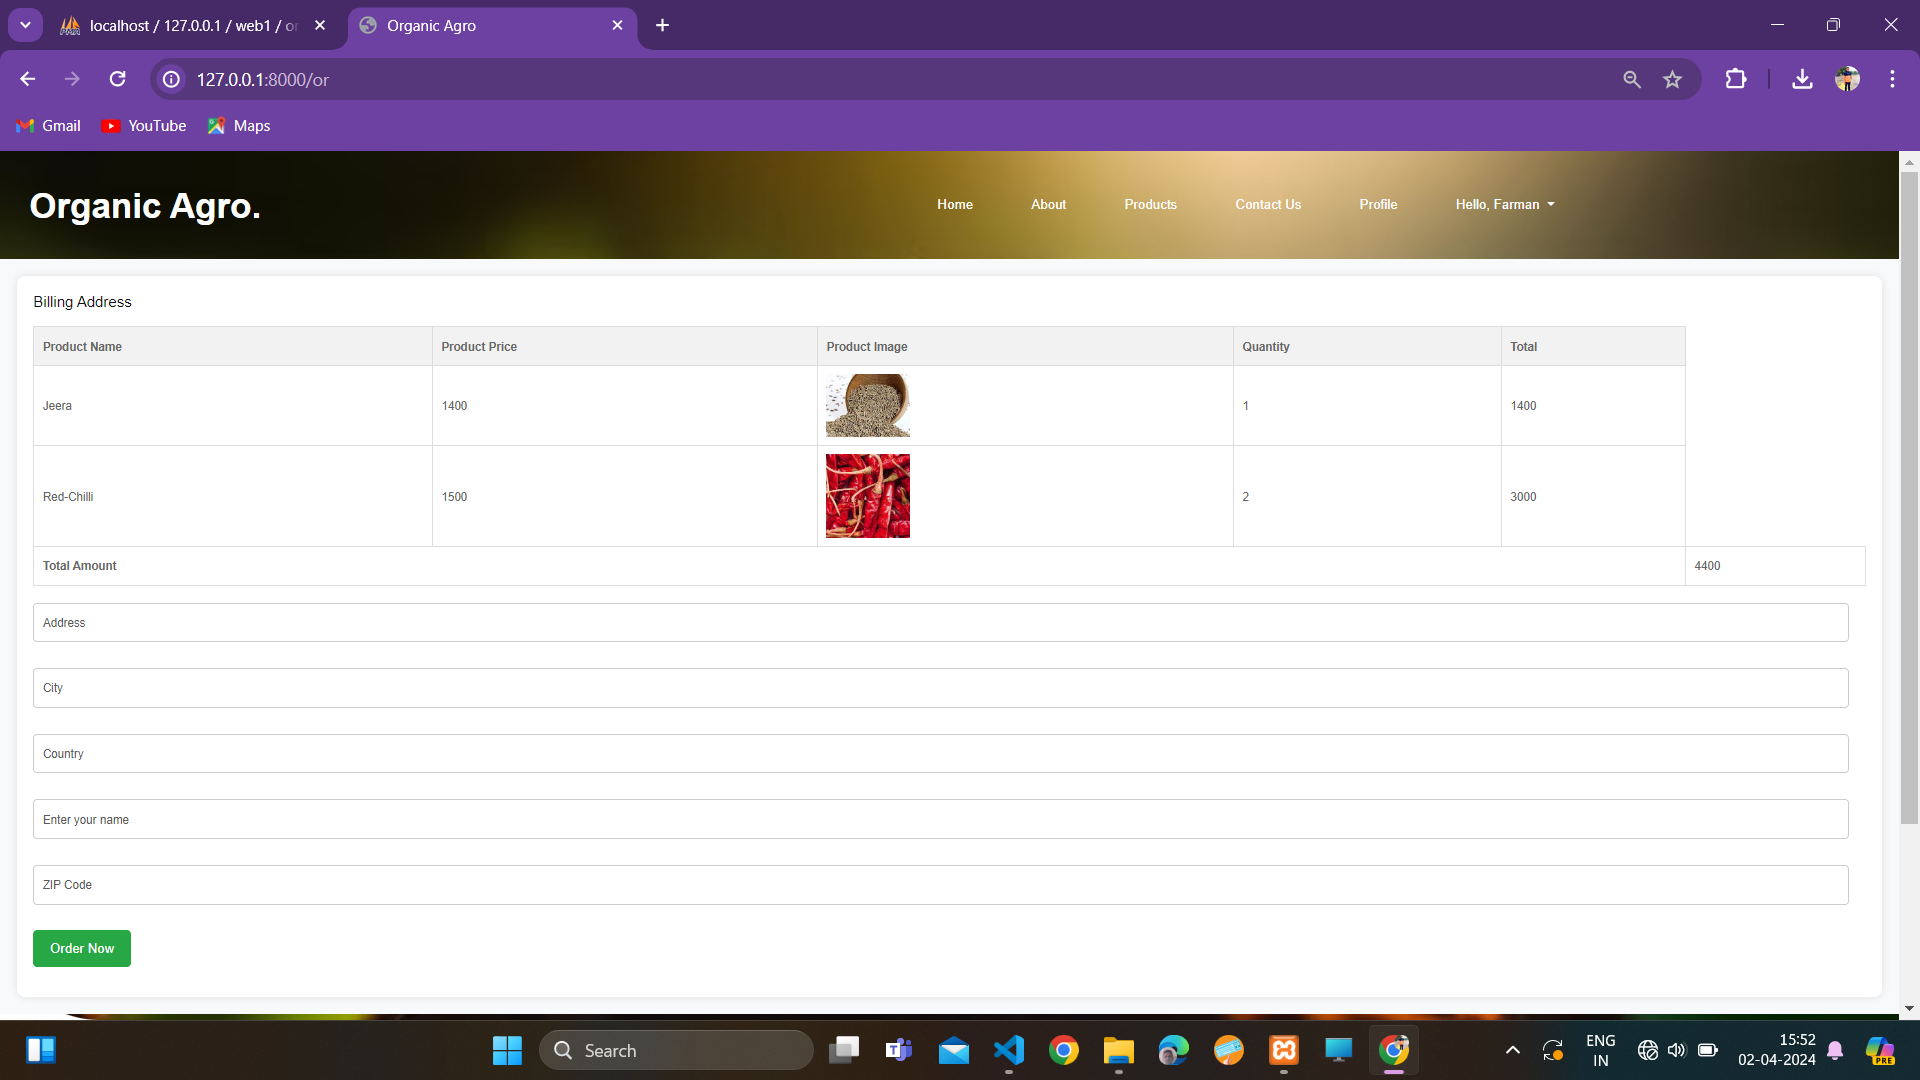 localhost / 127.0.0.1 / web1 / or
Organic Agro
127.0.0.1:8000/or
Gmail YouTube Maps
Organic Agro.
Home About Products Contact Us Profile Hello, Farman
Billing Address
Product Name Product Price Product Image Quantity Total
Jeera 1400 1 1400
Red-Chilli 1500 2 3000
Total Amount 4400
Address
City
Country
Enter your name
ZIP Code
Order Now
Search
ENG
IN
15:52
02-04-2024
PRE